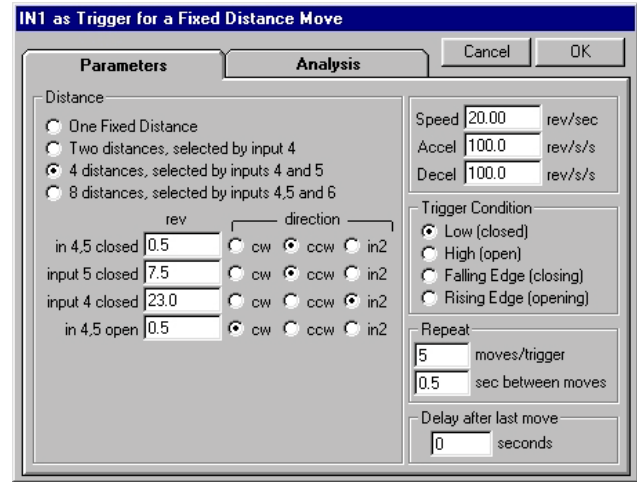 IN1 as Trigger for a Fixed Distance Move
Parameters
Analysis
Cancel
OK
Distance
One Fixed Distance
Two distances, selected by input 4
4 distances, selected by inputs 4 and 5
8 distances, selected by inputs 4,5 and 6
rev direction
in 4,5 closed 0.5 cw ccw in2
input 5 closed 7.5 cw ccw in2
input 4 closed 23.0 cw ccw in2
in 4,5 open 0.5 cw ccw in2
Speed 20.00 rev/sec
Accel 100.0 rev/s/s
Decel 100.0 rev/s/s
Trigger Condition
Low (closed)
High (open)
Falling Edge (closing)
Rising Edge (opening)
Repeat
5 moves/trigger
0.5 sec between moves
Delay after last move
0 seconds